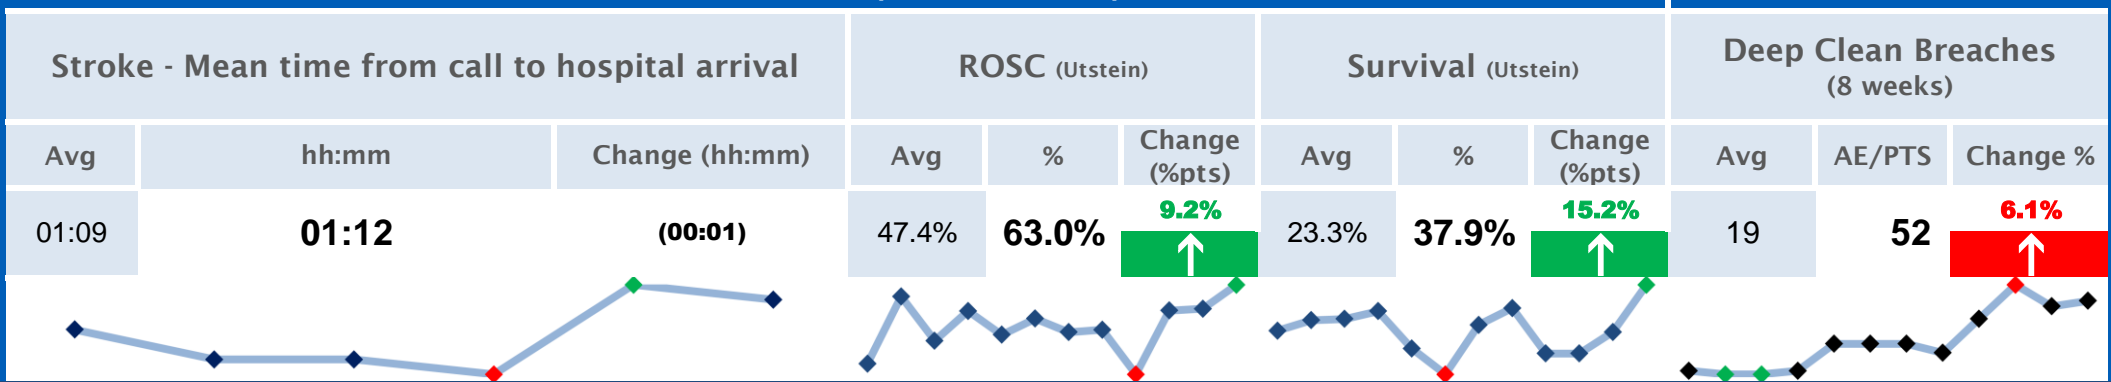 Stroke - Mean time from call to hospital arrival
ROSC (Utstein)
Survival (Utstein)
Deep Clean Breaches
(8 weeks)
Avg
hh:mm
Change (hh:mm)
Avg
%
Change
(%pts)
Avg
%
Change
(%pts)
Avg
AE/PTS
Change %
01:09
01:12
(00:01)
47.4%
63.0%
9.2%
23.3%
37.9%
15.2%
19
52
6.1%